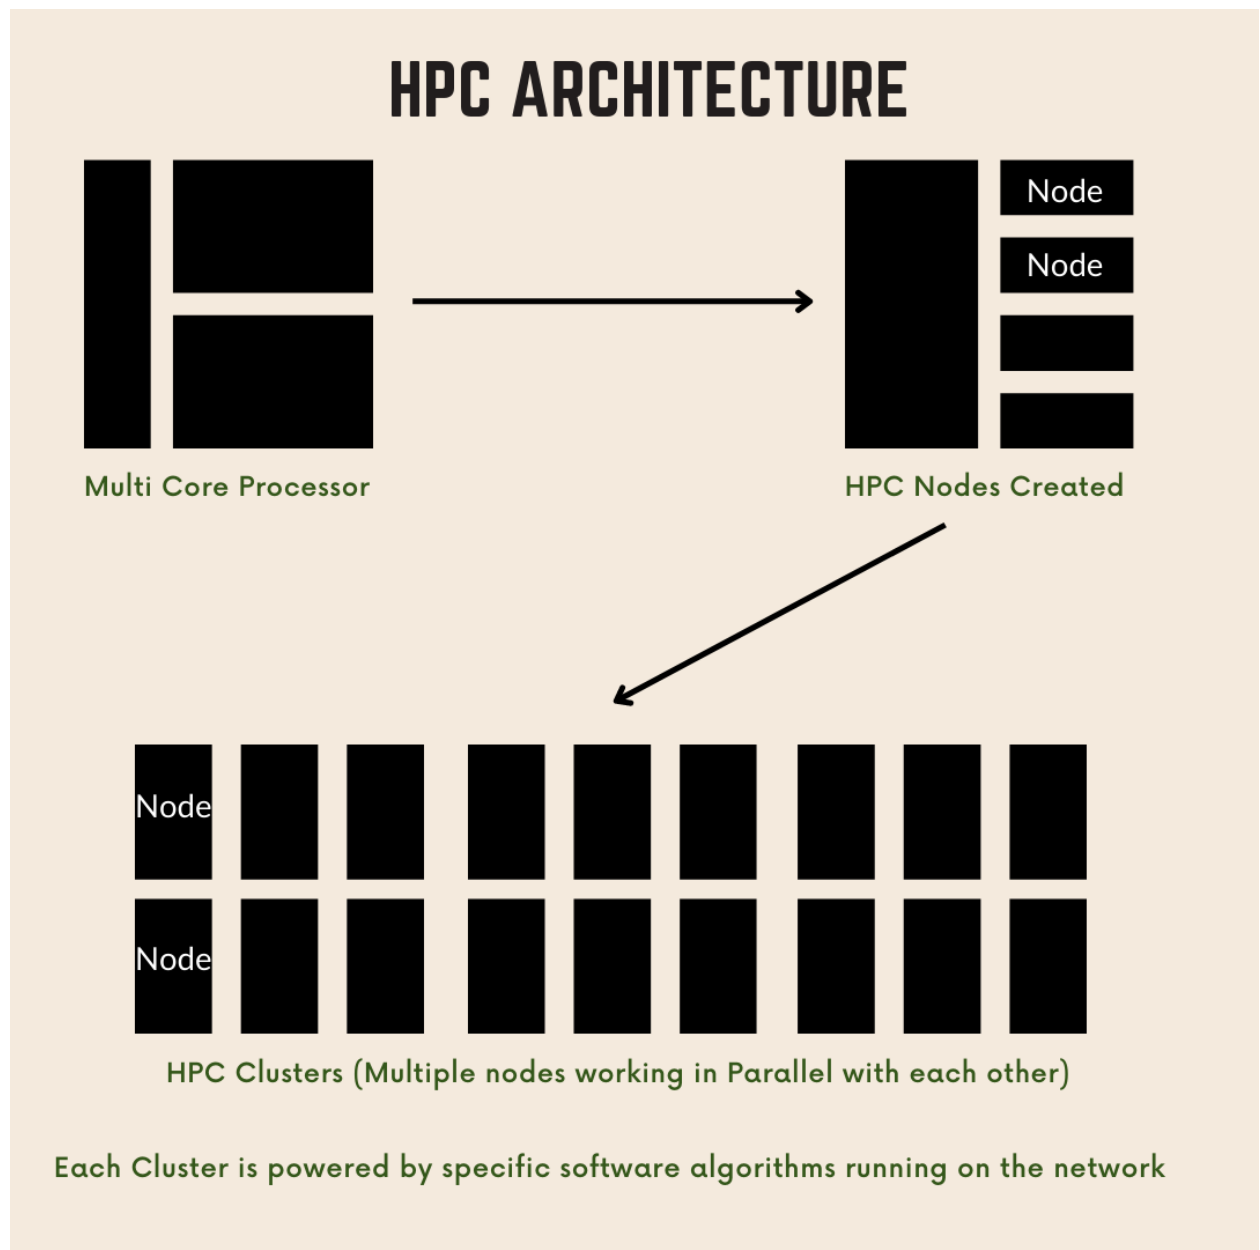 HPC ARCHITECTURE
Node
Node
Multi Core Processor
HPC Nodes Created
Node
Node
HPC Clusters (Multiple nodes working in Parallel with each other)
Each Cluster is powered by specific software algorithms running on the network